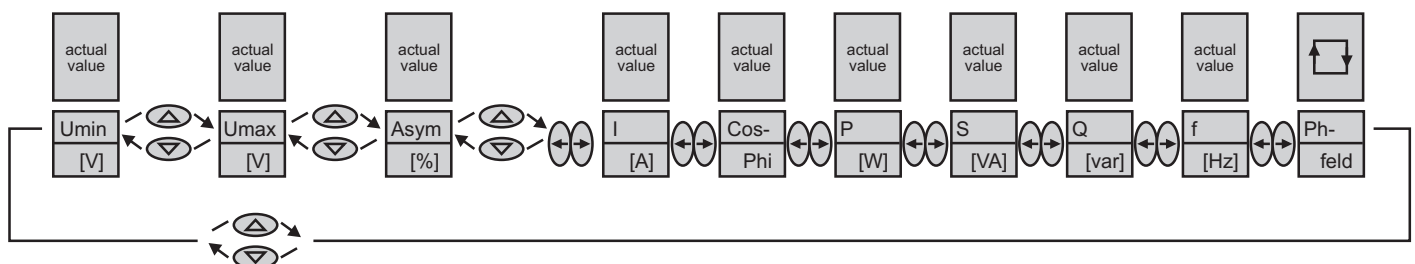 actual
value
actual
value
actual
value
actual
value
actual
value
actual
value
actual
value
actual
value
actual
value
Umin
[V]
Umax
[V]
Asym
[%]
I
[A]
Cos-
Phi
P
[W]
S
[VA]
Q
[var]
f
[Hz]
Ph-
feld